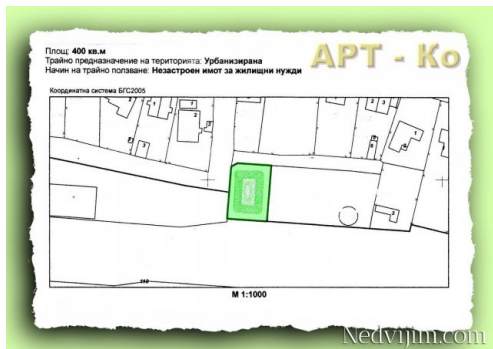 Площ: 400 кв.м
Трайно предназначение на територията: Урбанизирана
Начин на трайно ползване: Незастроен имот за жилищни нужди
АРТ - Ко
Координатна система БГС2005
М 1:1000
Nedvijim.com